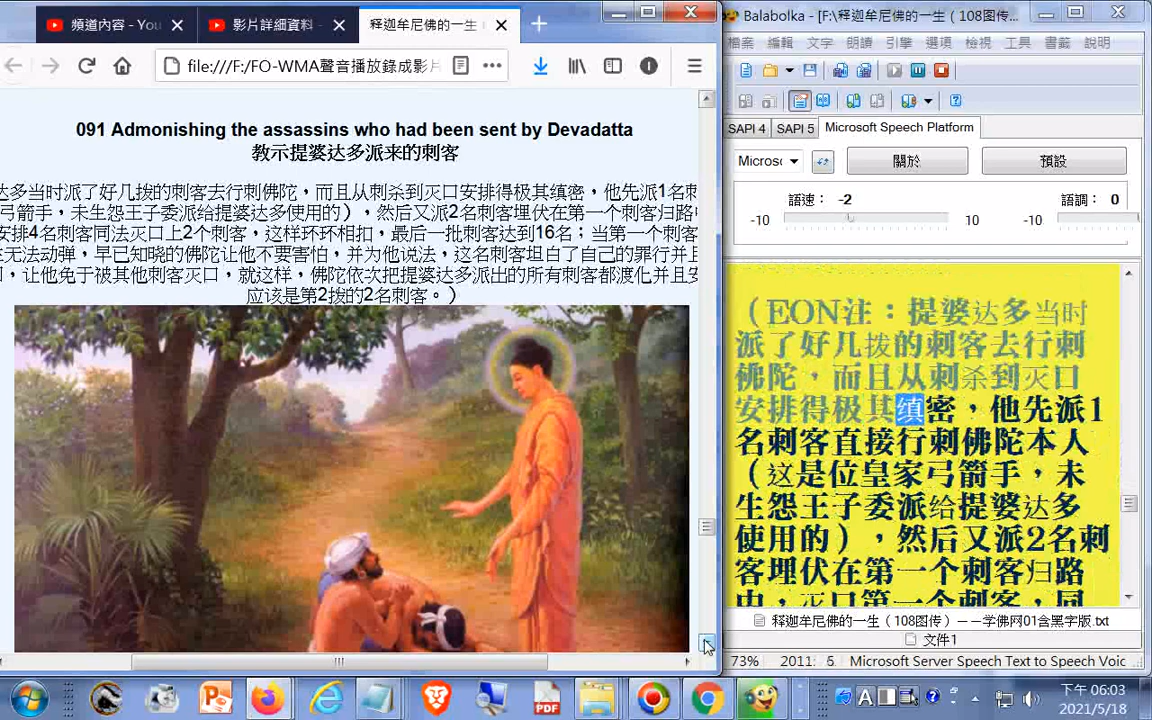 頻道內容 - You
影片詳細資料 -
释迦牟尼佛的一生
file:///F:/FO-WMA聲音播放錄成影片
091 Admonishing the assassins who had been sent by Devadatta
教示提婆达多派来的刺客
达多当时派了好几拨的刺客去行刺佛陀，而且从刺杀到灭口安排得极其缜密，他先派1名刺
弓箭手，未生怨王子委派给提婆达多使用的），然后又派2名刺客埋伏在第一个刺客归路中
安排4名刺客同法灭口上2个刺客，这样环环相扣，最后一批刺客达到16名；当第一个刺客
无法动弹，早已知晓的佛陀让他不要害怕，并为他说法，这名刺客坦白了自己的罪行并且
，让他免于被其他刺客灭口，就这样，佛陀依次把提婆达多派出的所有刺客都渡化并且安
应该是第2拨的2名刺客。）
Balabolka - [F:\释迦牟尼佛的一生（108图传...
檔案 編輯 文字 朗讀 引擎 選項 檢視 工具 書籤 說明
SAPI 4 SAPI 5 Microsoft Speech Platform
Microsc 關於 預設
語速： -2 語調： 0
-10 10 -10
（EON注：提婆达多当时
派了好几拨的刺客去行刺
佛陀，而且从刺杀到灭口
安排得极其缜密，他先派1
名刺客直接行刺佛陀本人
（这是位皇家弓箭手，未
生怨王子委派给提婆达多
使用的），然后又派2名刺
客埋伏在第一个刺客归路
中，灭口第一个刺客，同
释迦牟尼佛的一生（108图传）——学佛网01含黑字版.txt
文件1
73% 2011: 5 Microsoft Server Speech Text to Speech Voic
下午 06:03
2021/5/18